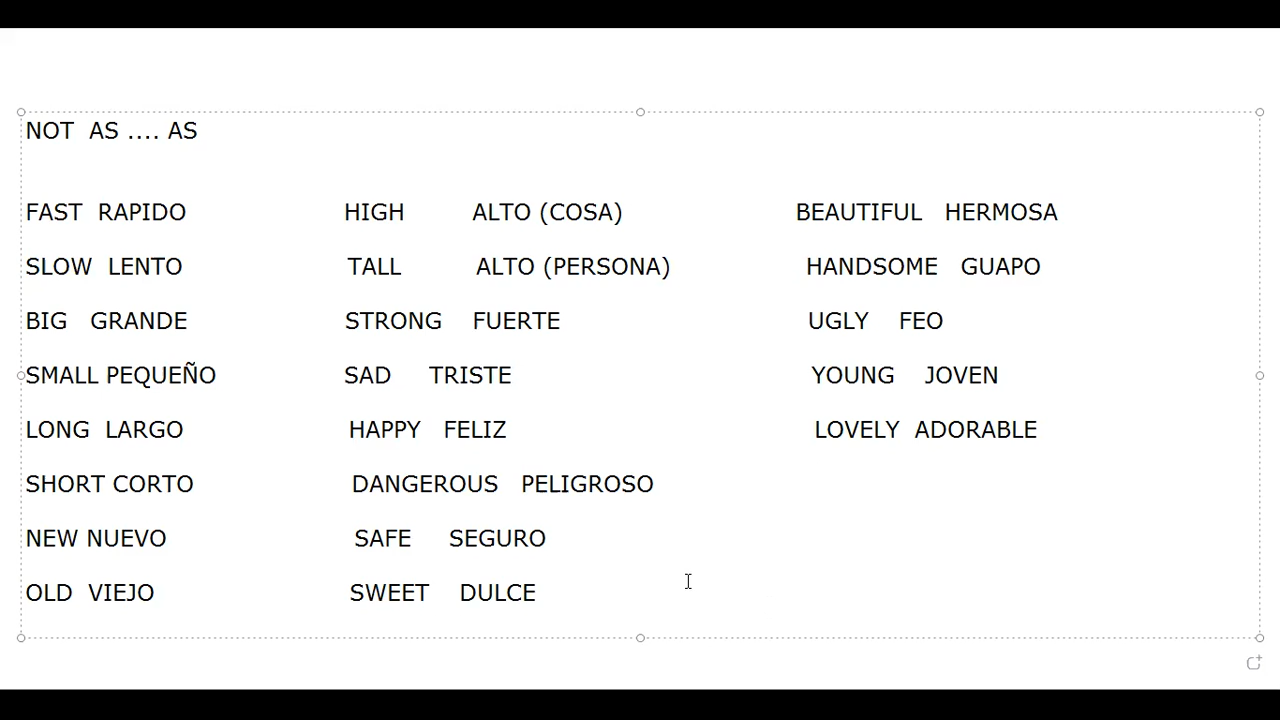 NOT AS .... AS
FAST RAPIDO HIGH ALTO (COSA) BEAUTIFUL HERMOSA
SLOW LENTO TALL ALTO (PERSONA) HANDSOME GUAPO
BIG GRANDE STRONG FUERTE UGLY FEO
SMALL PEQUEÑO SAD TRISTE YOUNG JOVEN
LONG LARGO HAPPY FELIZ LOVELY ADORABLE
SHORT CORTO DANGEROUS PELIGROSO
NEW NUEVO SAFE SEGURO
OLD VIEJO SWEET DULCE